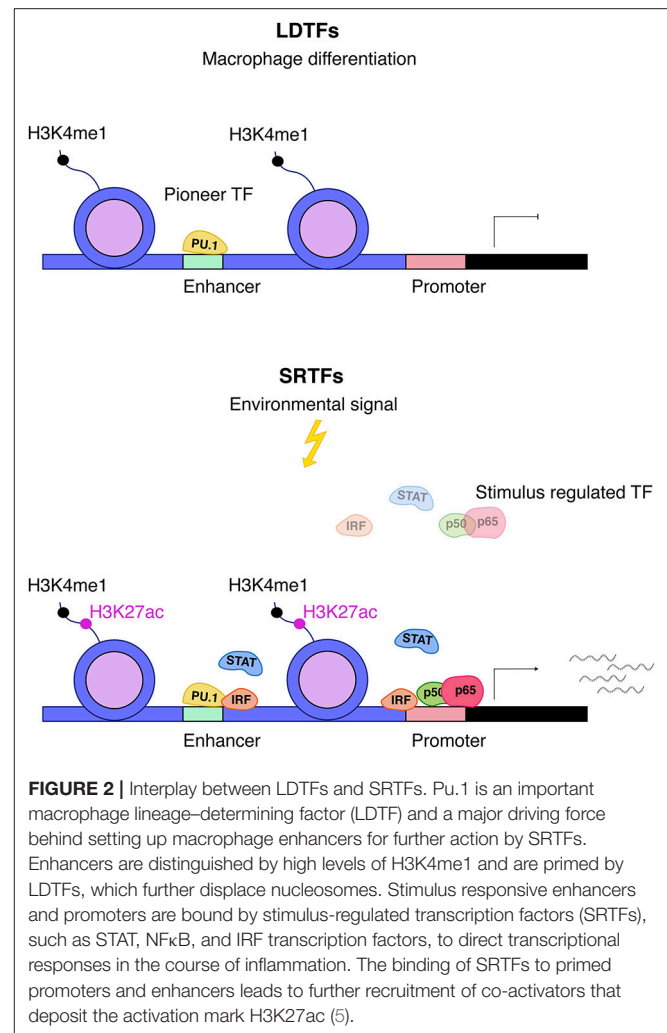 LDTFs
Macrophage differentiation
H3K4me1
H3K4me1
Pioneer TF
PU.1
Enhancer
Promoter
SRTFs
Environmental signal
STAT
Stimulus regulated TF
IRF
p50
p65
H3K4me1
H3K4me1
H3K27ac
H3K27ac
STAT
STAT
PU.1
IRF
IRF
p50
p65
Enhancer
Promoter
FIGURE 2 | Interplay between LDTFs and SRTFs. Pu.1 is an important
macrophage lineage–determining factor (LDTF) and a major driving force
behind setting up macrophage enhancers for further action by SRTFs.
Enhancers are distinguished by high levels of H3K4me1 and are primed by
LDTFs, which further displace nucleosomes. Stimulus responsive enhancers
and promoters are bound by stimulus-regulated transcription factors (SRTFs),
such as STAT, NFκB, and IRF transcription factors, to direct transcriptional
responses in the course of inflammation. The binding of SRTFs to primed
promoters and enhancers leads to further recruitment of co-activators that
deposit the activation mark H3K27ac (5).